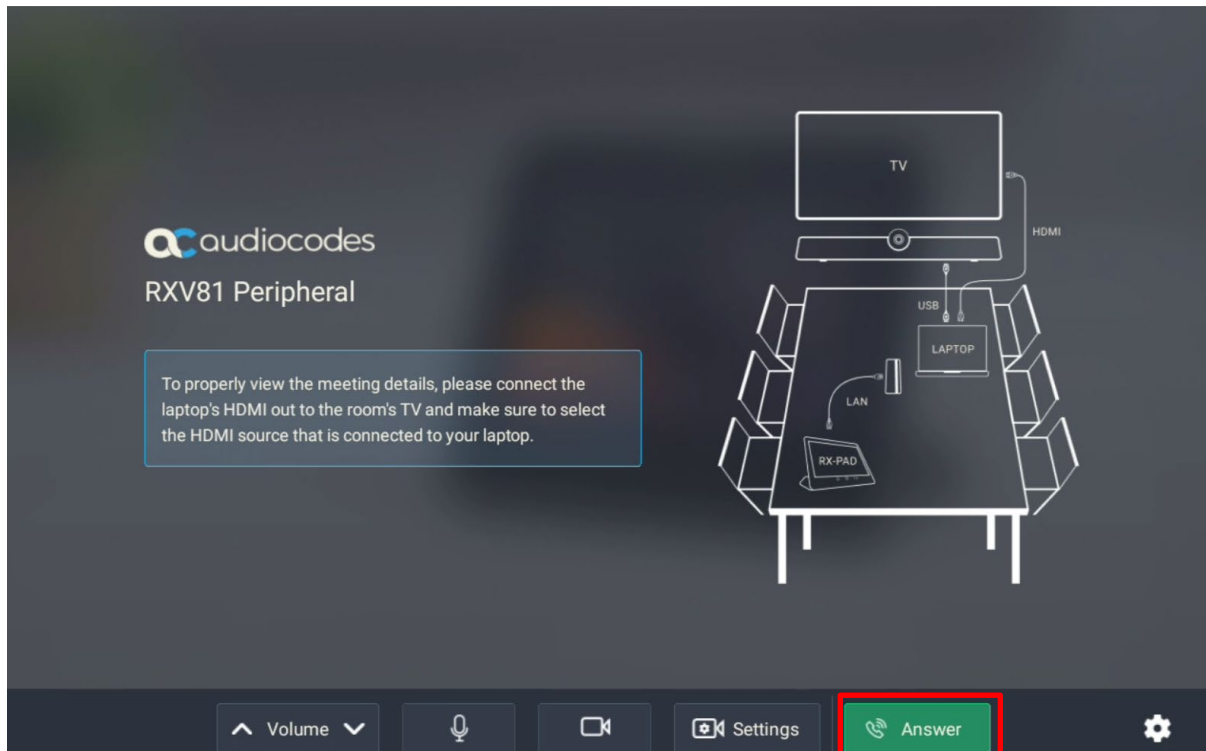 audiocodes
RXV81 Peripheral
To properly view the meeting details, please connect the
laptop's HDMI out to the room's TV and make sure to select
the HDMI source that is connected to your laptop.
TV
HDMI
USB
LAPTOP
LAN
RX-PAD
Volume
Settings
Answer